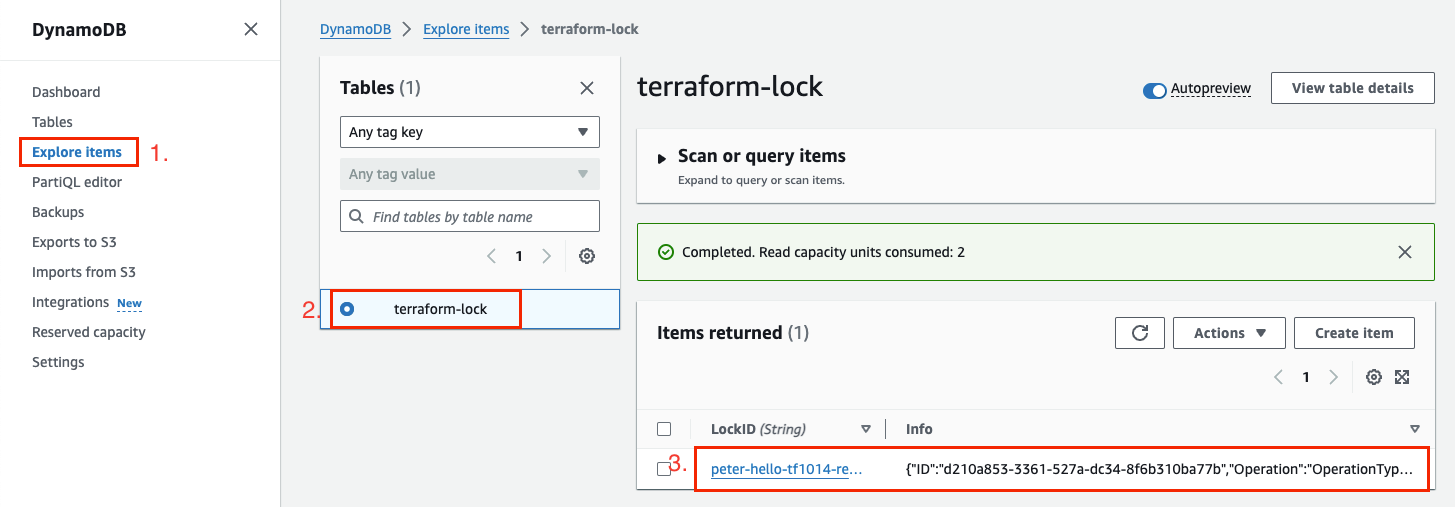 DynamoDB
Dashboard
Tables
Explore items
1.
PartiQL editor
Backups
Exports to S3
Imports from S3
Integrations New
Reserved capacity
Settings
DynamoDB > Explore items > terraform-lock
Tables (1)
Any tag key
Any tag value
Find tables by table name
1
2.
terraform-lock
terraform-lock
Autopreview
View table details
Scan or query items
Expand to query or scan items.
Completed. Read capacity units consumed: 2
Items returned (1)
Actions
Create item
1
LockID (String)
Info
3.
peter-hello-tf1014-re...
{"ID":"d210a853-3361-527a-dc34-8f6b310ba77b","Operation":"OperationTyp...